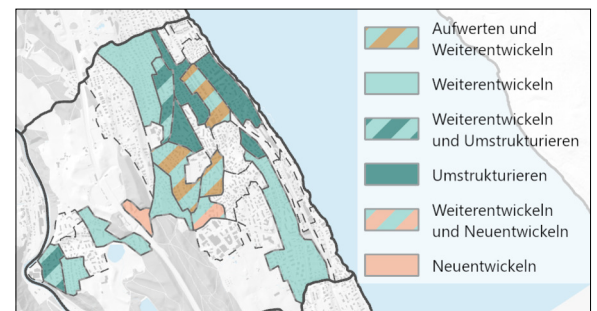 Aufwerten und
Weiterentwickeln
Weiterentwickeln
Weiterentwickeln
und Umstrukturieren
Umstrukturieren
Weiterentwickeln
und Neuentwickeln
Neuentwickeln